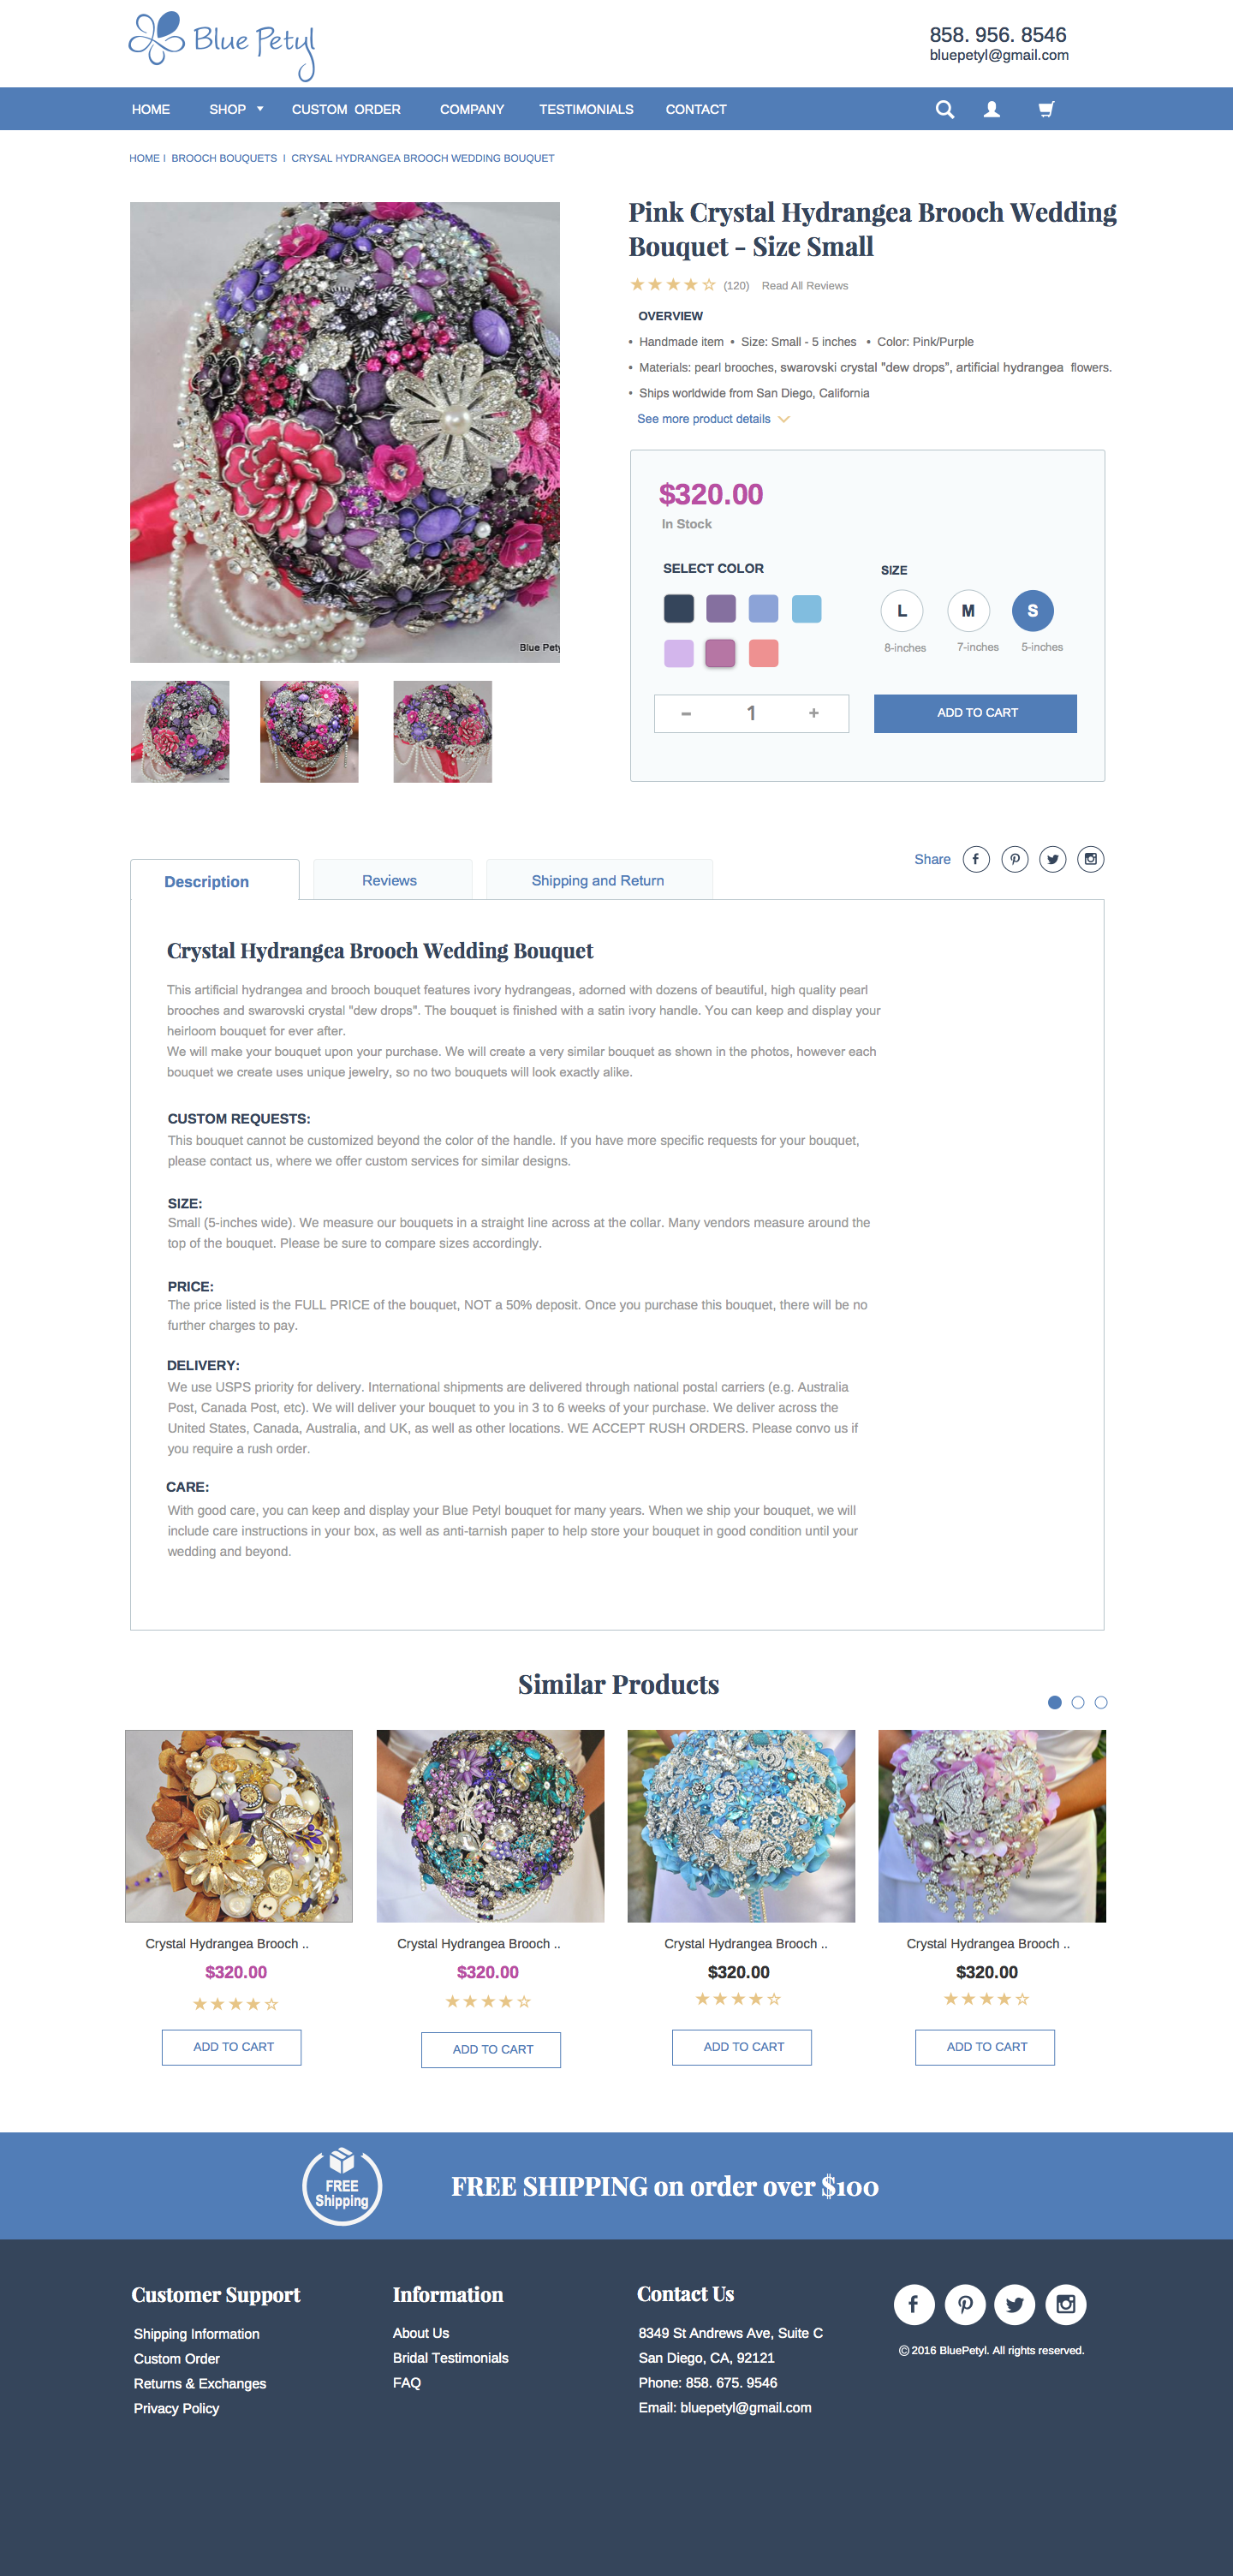 Blue Petyl
858. 956. 8546
bluepetyl@gmail.com
HOME SHOP CUSTOM ORDER COMPANY TESTIMONIALS CONTACT
HOME I BROOCH BOUQUETS I CRYSAL HYDRANGEA BROOCH WEDDING BOUQUET
Pink Crystal Hydrangea Brooch Wedding
Bouquet - Size Small
(120) Read All Reviews
OVERVIEW
• Handmade item • Size: Small - 5 inches • Color: Pink/Purple
• Materials: pearl brooches, swarovski crystal "dew drops”, artificial hydrangea flowers.
• Ships worldwide from San Diego, California
See more product details
$320.00
In Stock
SELECT COLOR
SIZE
L M S
8-inches 7-inches 5-inches
– 1 +
ADD TO CART
Blue Pety
Share
Description
Reviews
Shipping and Return
Crystal Hydrangea Brooch Wedding Bouquet
This artificial hydrangea and brooch bouquet features ivory hydrangeas, adorned with dozens of beautiful, high quality pearl
brooches and swarovski crystal "dew drops". The bouquet is finished with a satin ivory handle. You can keep and display your
heirloom bouquet for ever after.
We will make your bouquet upon your purchase. We will create a very similar bouquet as shown in the photos, however each
bouquet we create uses unique jewelry, so no two bouquets will look exactly alike.
CUSTOM REQUESTS:
This bouquet cannot be customized beyond the color of the handle. If you have more specific requests for your bouquet,
please contact us, where we offer custom services for similar designs.
SIZE:
Small (5-inches wide). We measure our bouquets in a straight line across at the collar. Many vendors measure around the
top of the bouquet. Please be sure to compare sizes accordingly.
PRICE:
The price listed is the FULL PRICE of the bouquet, NOT a 50% deposit. Once you purchase this bouquet, there will be no
further charges to pay.
DELIVERY:
We use USPS priority for delivery. International shipments are delivered through national postal carriers (e.g. Australia
Post, Canada Post, etc). We will deliver your bouquet to you in 3 to 6 weeks of your purchase. We deliver across the
United States, Canada, Australia, and UK, as well as other locations. WE ACCEPT RUSH ORDERS. Please convo us if
you require a rush order.
CARE:
With good care, you can keep and display your Blue Petyl bouquet for many years. When we ship your bouquet, we will
include care instructions in your box, as well as anti-tarnish paper to help store your bouquet in good condition until your
wedding and beyond.
Similar Products
Crystal Hydrangea Brooch .. Crystal Hydrangea Brooch .. Crystal Hydrangea Brooch .. Crystal Hydrangea Brooch ..
$320.00 $320.00 $320.00 $320.00
ADD TO CART ADD TO CART ADD TO CART ADD TO CART
FREE
Shipping
FREE SHIPPING on order over $100
Customer Support
Shipping Information
Custom Order
Returns & Exchanges
Privacy Policy
Information
About Us
Bridal Testimonials
FAQ
Contact Us
8349 St Andrews Ave, Suite C
San Diego, CA, 92121
Phone: 858. 675. 9546
Email: bluepetyl@gmail.com
© 2016 BluePetyl. All rights reserved.